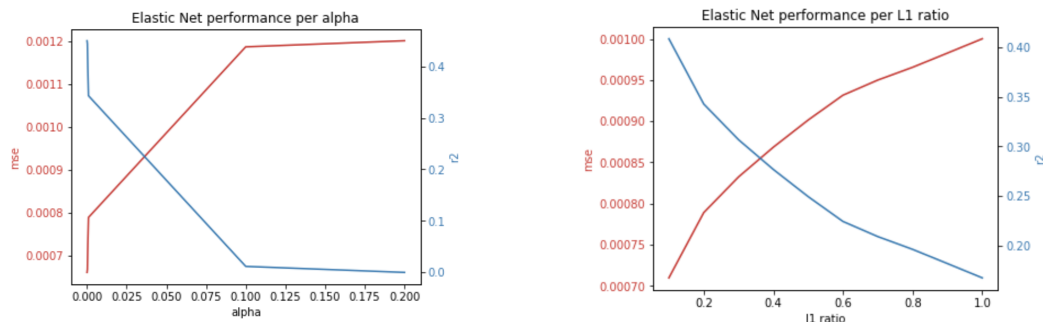 Elastic Net performance per alpha
0.0012
0.0011
0.0010
0.0009
0.0008
0.0007
mse
0.4
0.3
0.2
0.1
0.0
r2
0.000 0.025 0.050 0.075 0.100 0.125 0.150 0.175 0.200
alpha
Elastic Net performance per L1 ratio
0.00100
0.00095
0.00090
0.00085
0.00080
0.00075
0.00070
mse
0.40
0.35
0.30
0.25
0.20
r2
0.2 0.4 0.6 0.8 1.0
l1 ratio